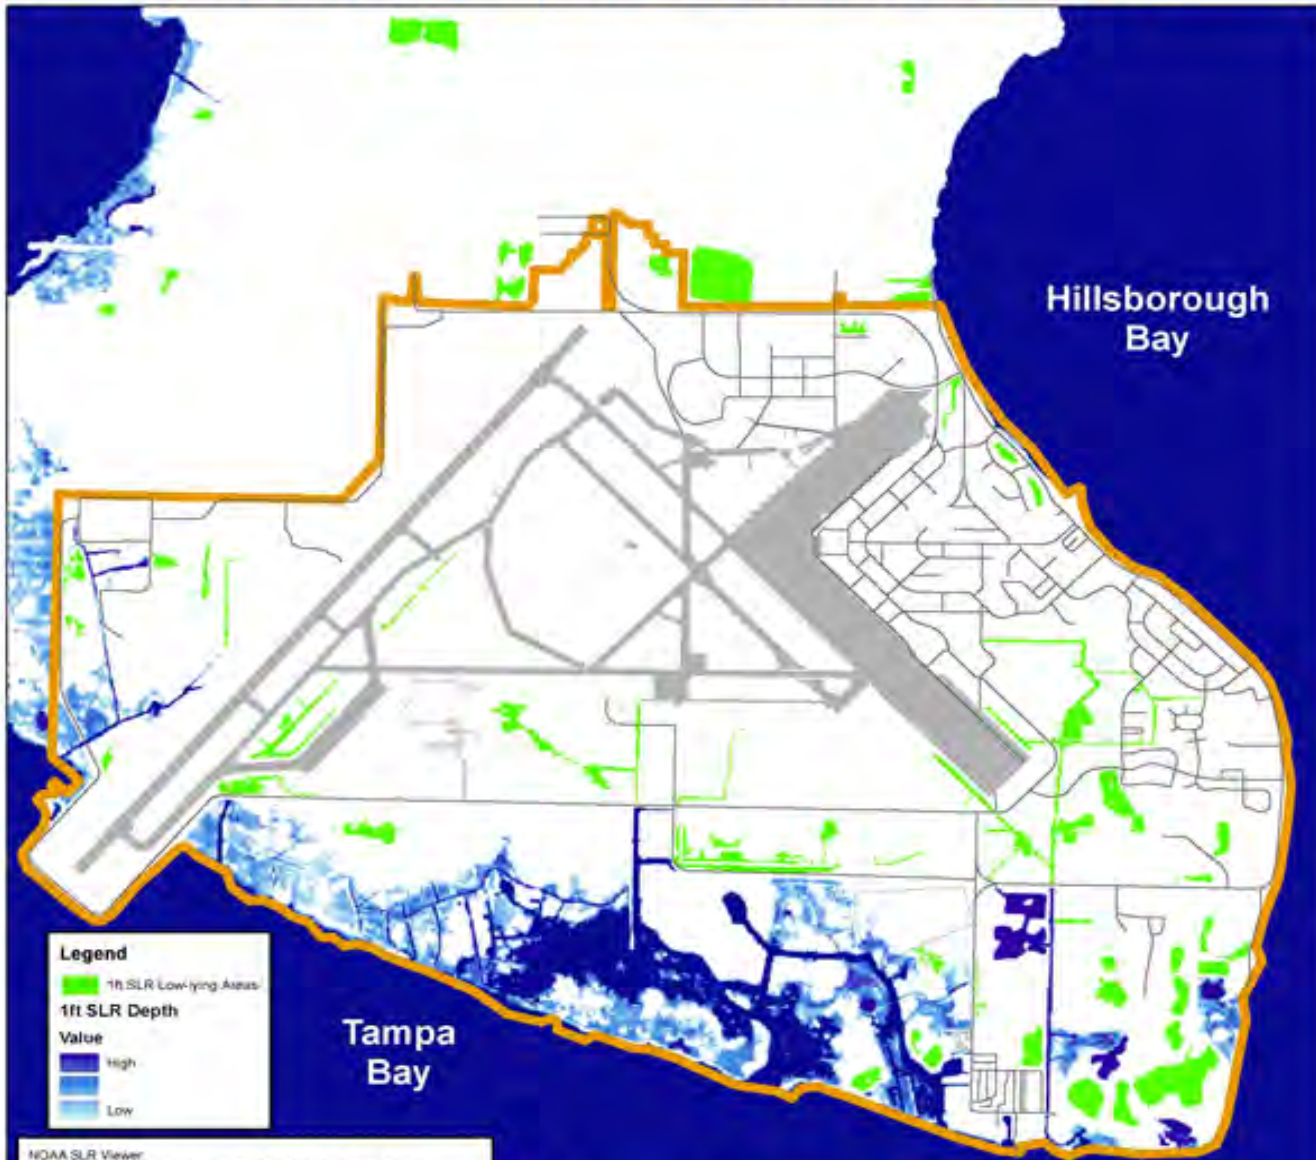 Hillsborough
Bay
Legend
1ft SLR Low-lying Areas
1ft SLR Depth
Value
High
Low
Tampa
Bay
NOAA SLR Viewer